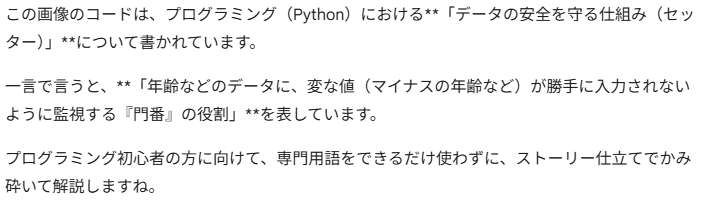 この画像のコードは、プログラミング（Python）における**「データの安全を守る仕組み（セッ
ター）」**について書かれています。
一言で言うと、**「年齢などのデータに、変な値（マイナスの年齢など）が勝手に入力されない
ように監視する『門番』の役割」**を表しています。
プログラミング初心者の方に向けて、専門用語をできるだけ使わずに、ストーリー仕立てでかみ
砕いて解説しますね。